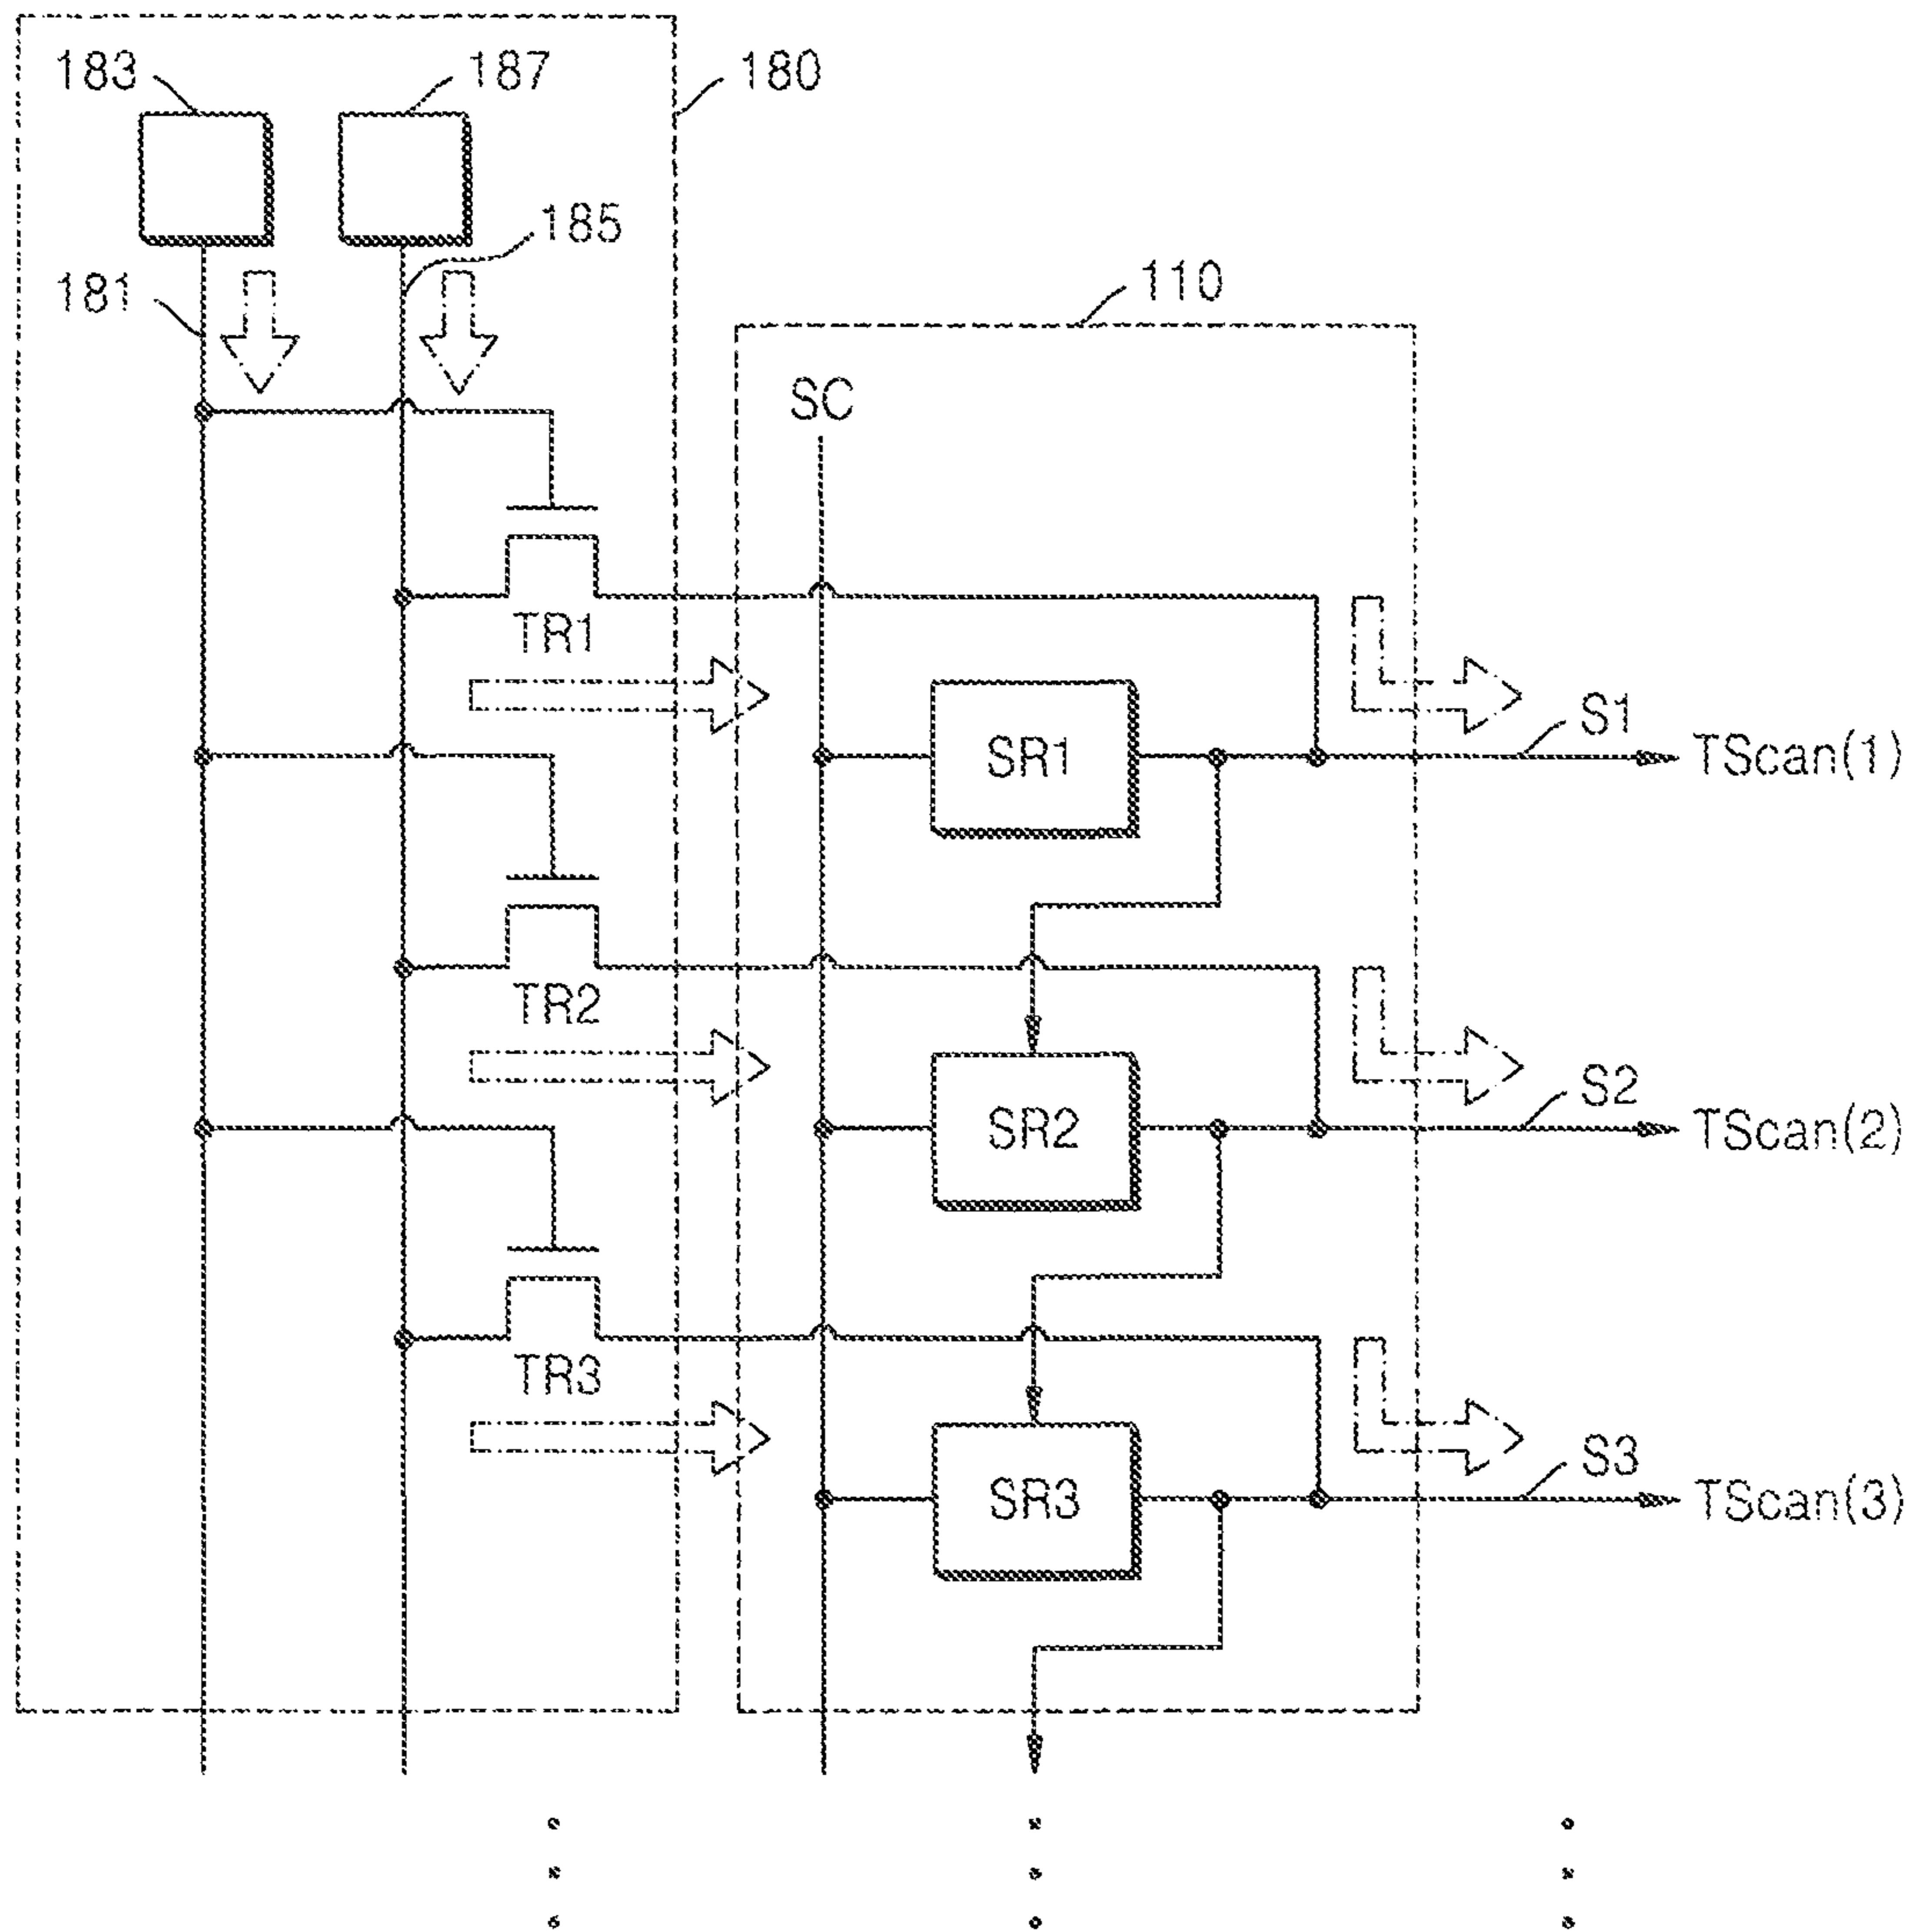 183
187
180
185
181
110
SC
TR1
S1
SR1
TScan(1)
TR2
S2
SR2
TScan(2)
TR3
S3
SR3
TScan(3)